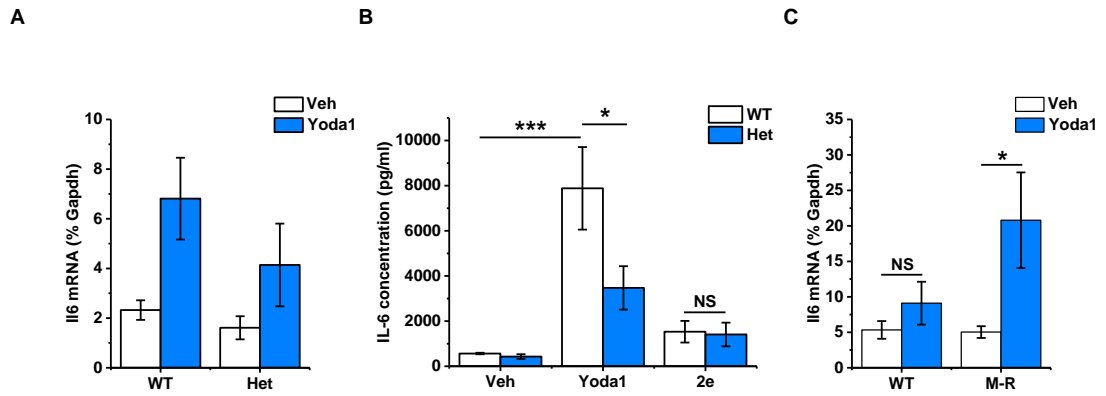 A
B
C
Veh
Yoda1
Il6 mRNA (% Gapdh)
10
8
6
4
2
0
WT
Het
WT
Het
IL-6 concentration (pg/ml)
10000
8000
6000
4000
2000
0
***
*
NS
Veh
Yoda1
2e
Veh
Yoda1
Il6 mRNA (% Gapdh)
35
30
25
20
15
10
5
0
NS
*
WT
M-R